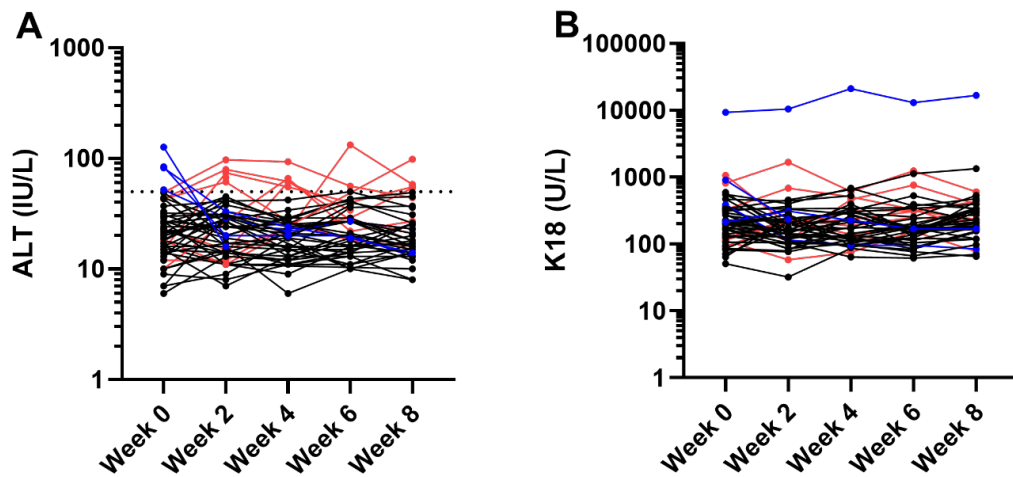 A
ALT (IU/L)
1000
100
10
1
Week 0
Week 2
Week 4
Week 6
Week 8
B
K18 (U/L)
100000
10000
1000
100
10
1
Week 0
Week 2
Week 4
Week 6
Week 8